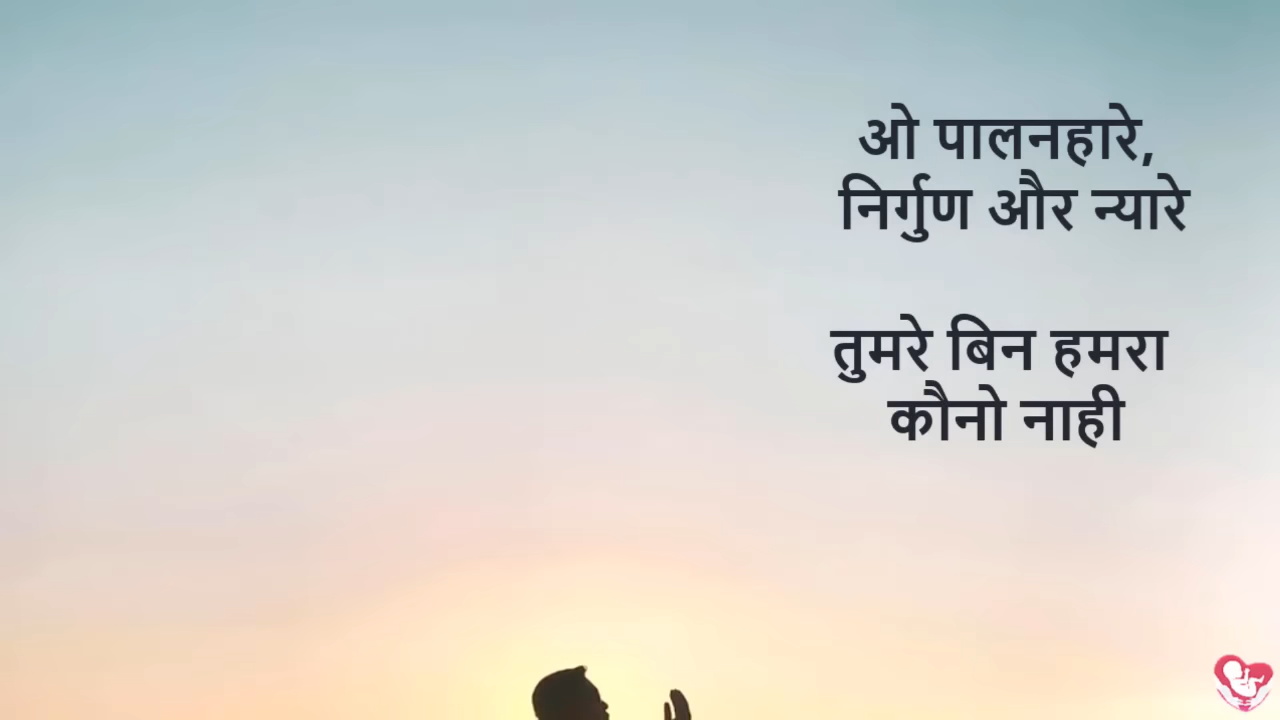 ओ पालनहारे,
निर्गुण और न्यारे
तुमरे बिन हमरा
कौनो नाही